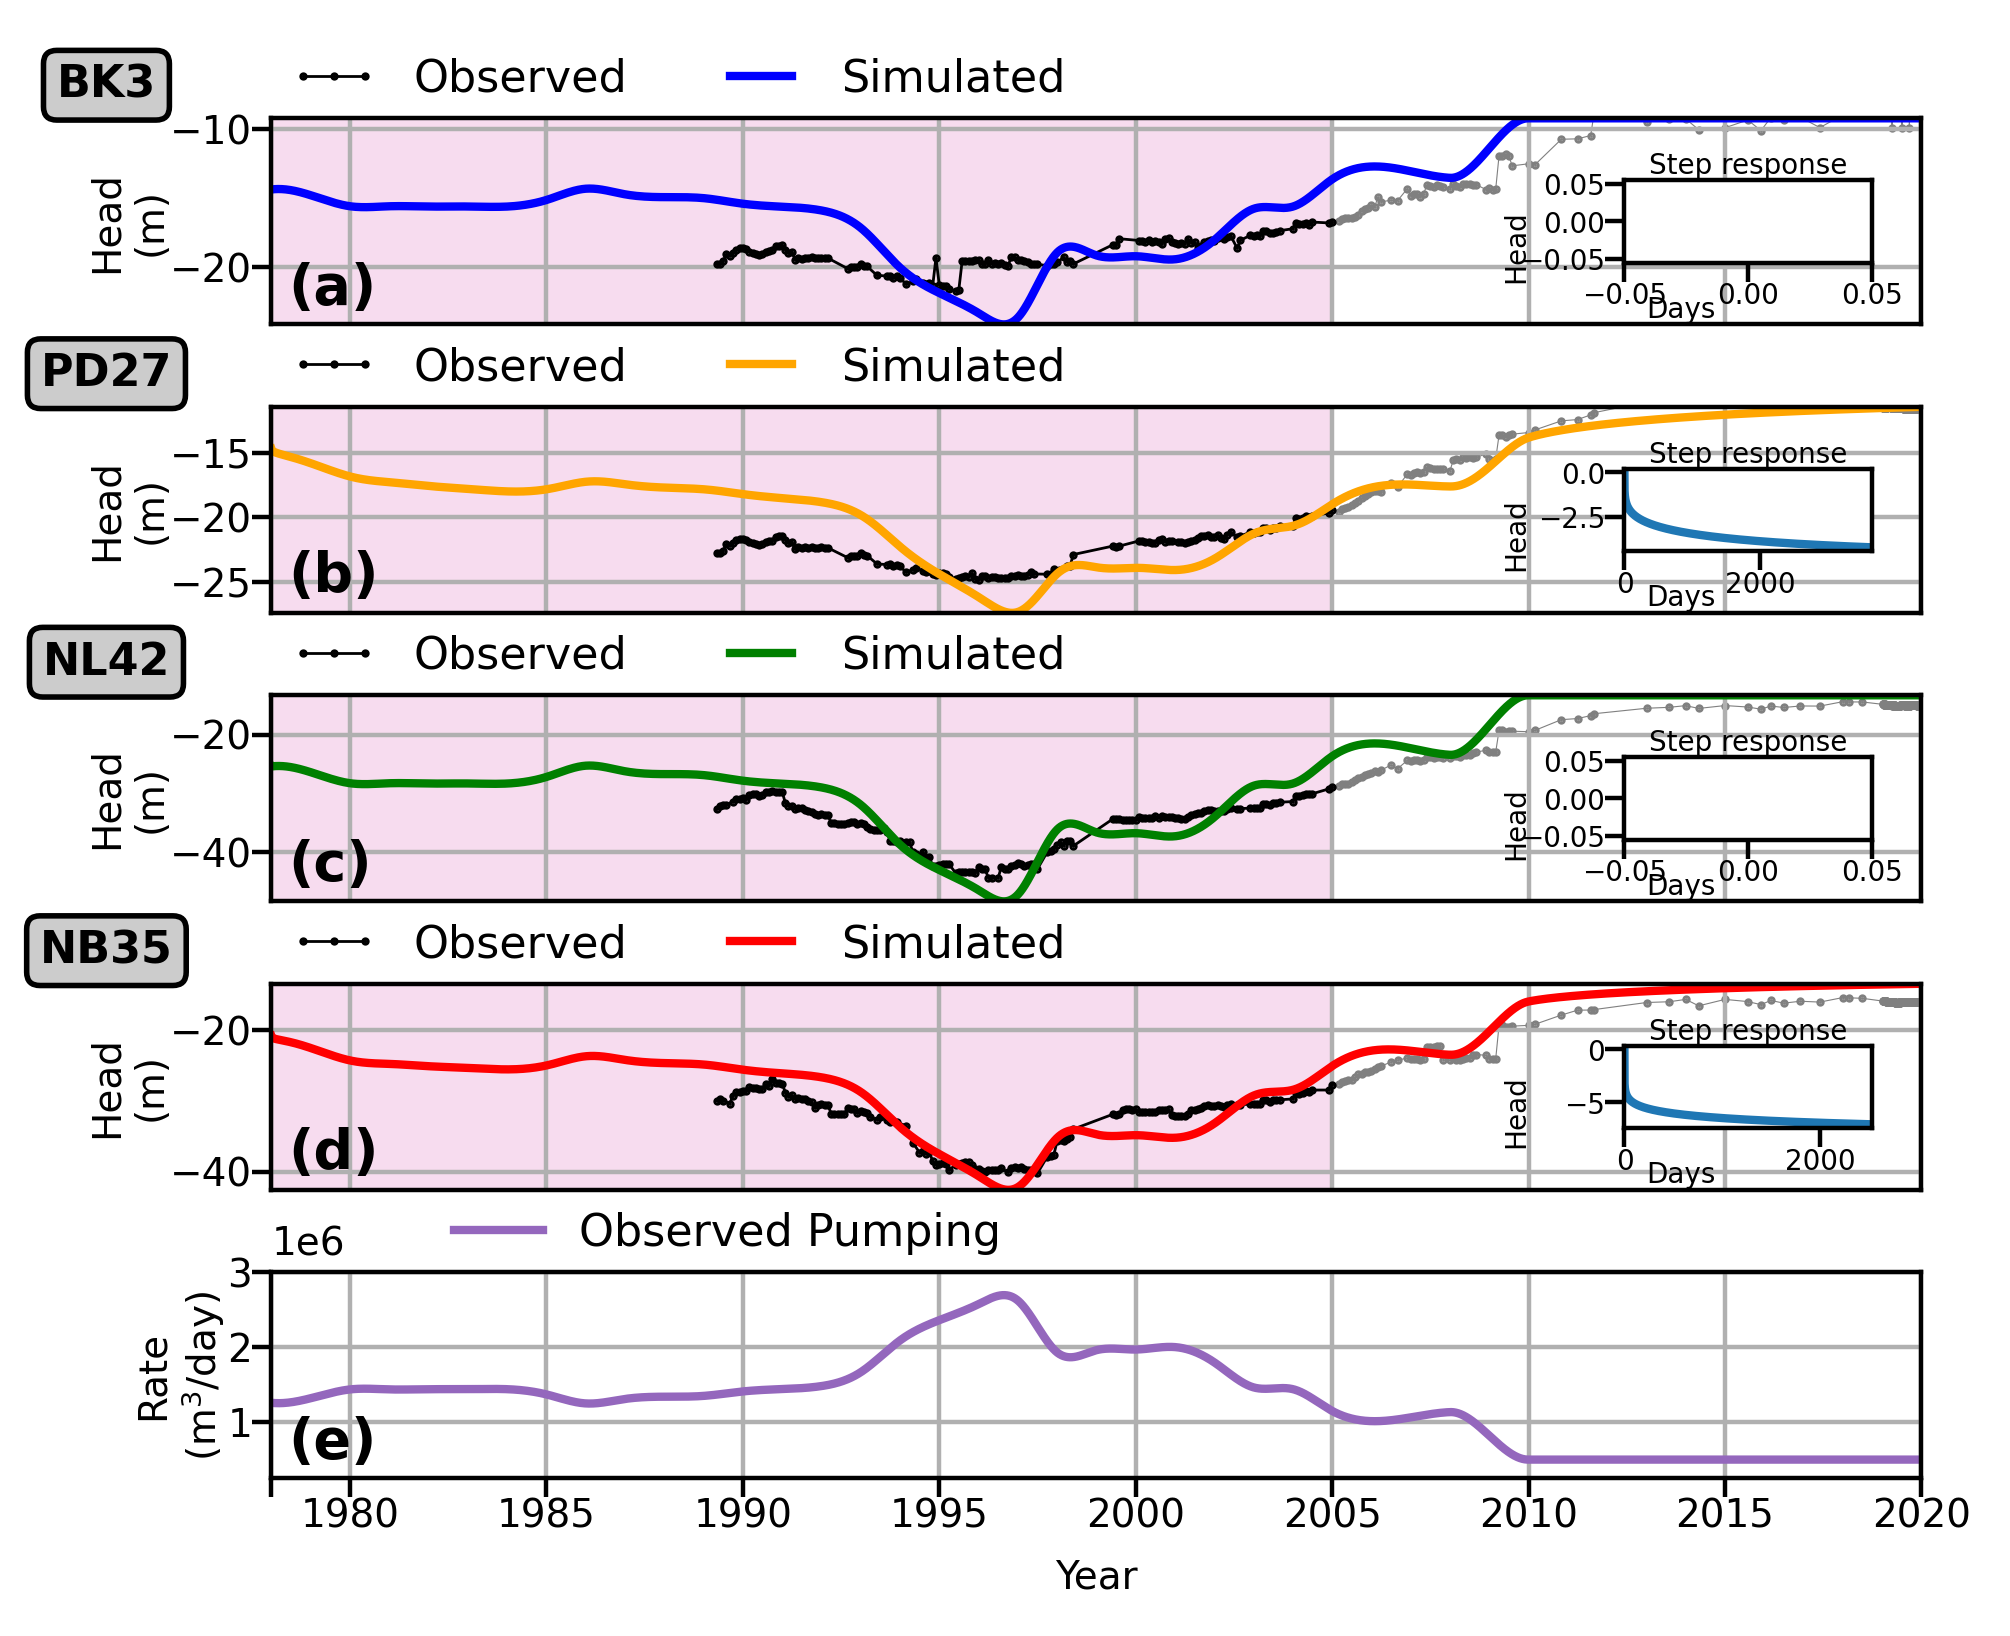 BK3
Observed Simulated
−10
−20
Head
(m)
(a)
Step response
0.05
0.00
−0.05
Head
−0.05 0.00 0.05
Days
PD27
Observed Simulated
−15
−20
−25
Head
(m)
(b)
Step response
0.0
−2.5
Head
0 2000
Days
NL42
Observed Simulated
−20
−40
Head
(m)
(c)
Step response
0.05
0.00
−0.05
Head
−0.05 0.00 0.05
Days
NB35
Observed Simulated
−20
−40
Head
(m)
(d)
Step response
0
−5
Head
0 2000
Days
1e6
Observed Pumping
3
2
1
Rate
(m³/day)
(e)
1980 1985 1990 1995 2000 2005 2010 2015 2020
Year